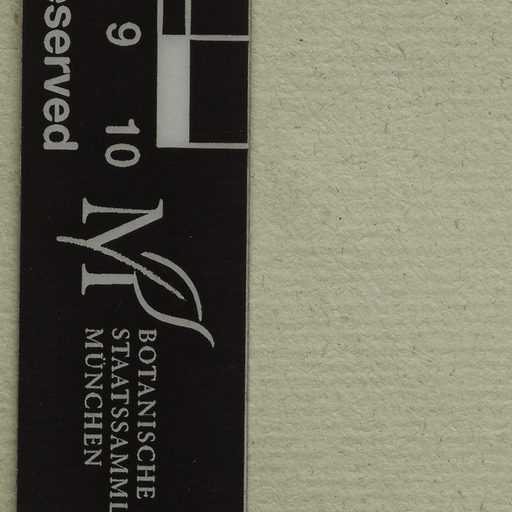 eserved
9
10
M
BOTANISCHE
STAATSSAMML
MÜNCHEN